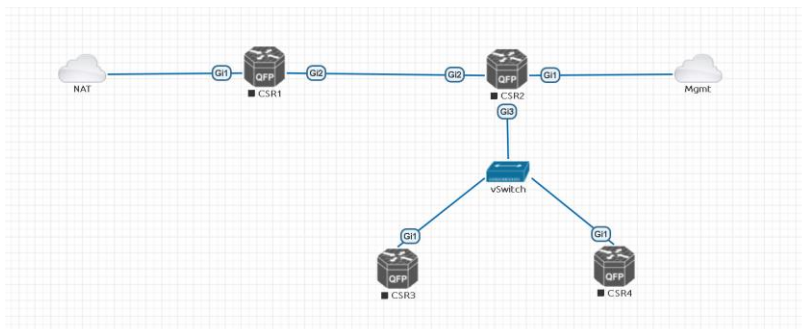 Gi1
QFP
Gi2
Gi2
QFP
Gi1
NAT
CSR1
CSR2
Mgmt
Gi3
vSwitch
Gi1
Gi1
QFP
QFP
CSR3
CSR4